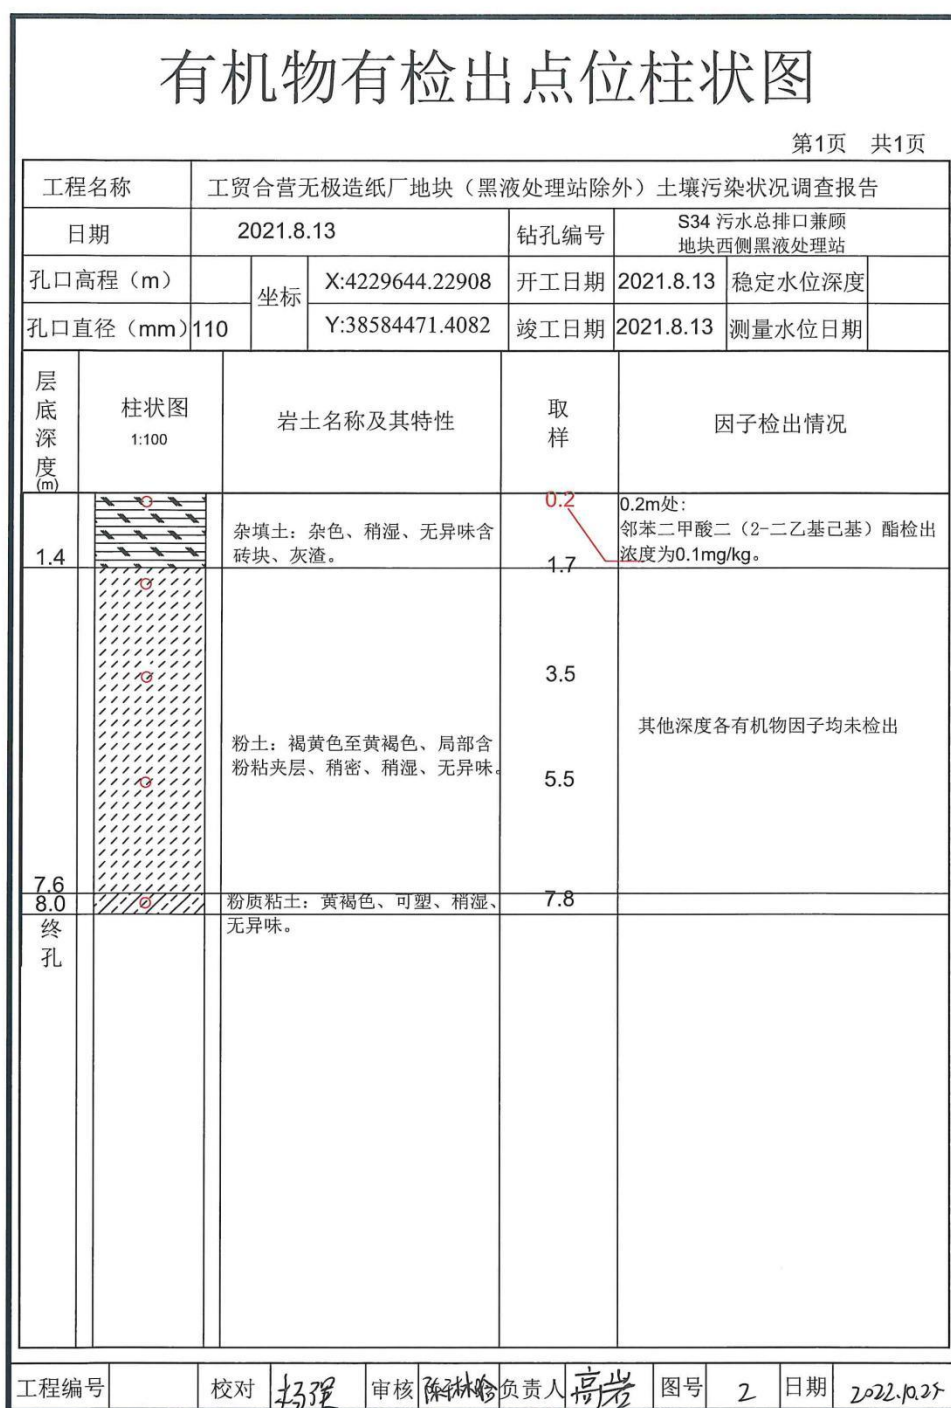 有机物有检出点位柱状图
第1页 共1页
工程名称 工贸合营无极造纸厂地块（黑液处理站除外）土壤污染状况调查报告
日期 2021.8.13 钻孔编号 S34 污水总排口兼顾
地块西侧黑液处理站
孔口高程（m） 坐标 X:4229644.22908 开工日期 2021.8.13 稳定水位深度
孔口直径（mm） 110 Y:38584471.4082 竣工日期 2021.8.13 测量水位日期
层底深度(m) 柱状图 1:100 岩土名称及其特性 取样 因子检出情况
0.2 0.2m处:
杂填土：杂色、稍湿、无异味含 邻苯二甲酸二（2-二乙基己基）酯检出
1.4 砖块、灰渣。 1.7 浓度为0.1mg/kg。
3.5
其他深度各有机物因子均未检出
粉土：褐黄色至黄褐色、局部含
粉粘夹层、稍密、稍湿、无异味。
5.5
7.6
8.0 粉质粘土：黄褐色、可塑、稍湿、 7.8
终孔 无异味。
工程编号 校对 审核 负责人 高岩 图号 2 日期 2022.10.25